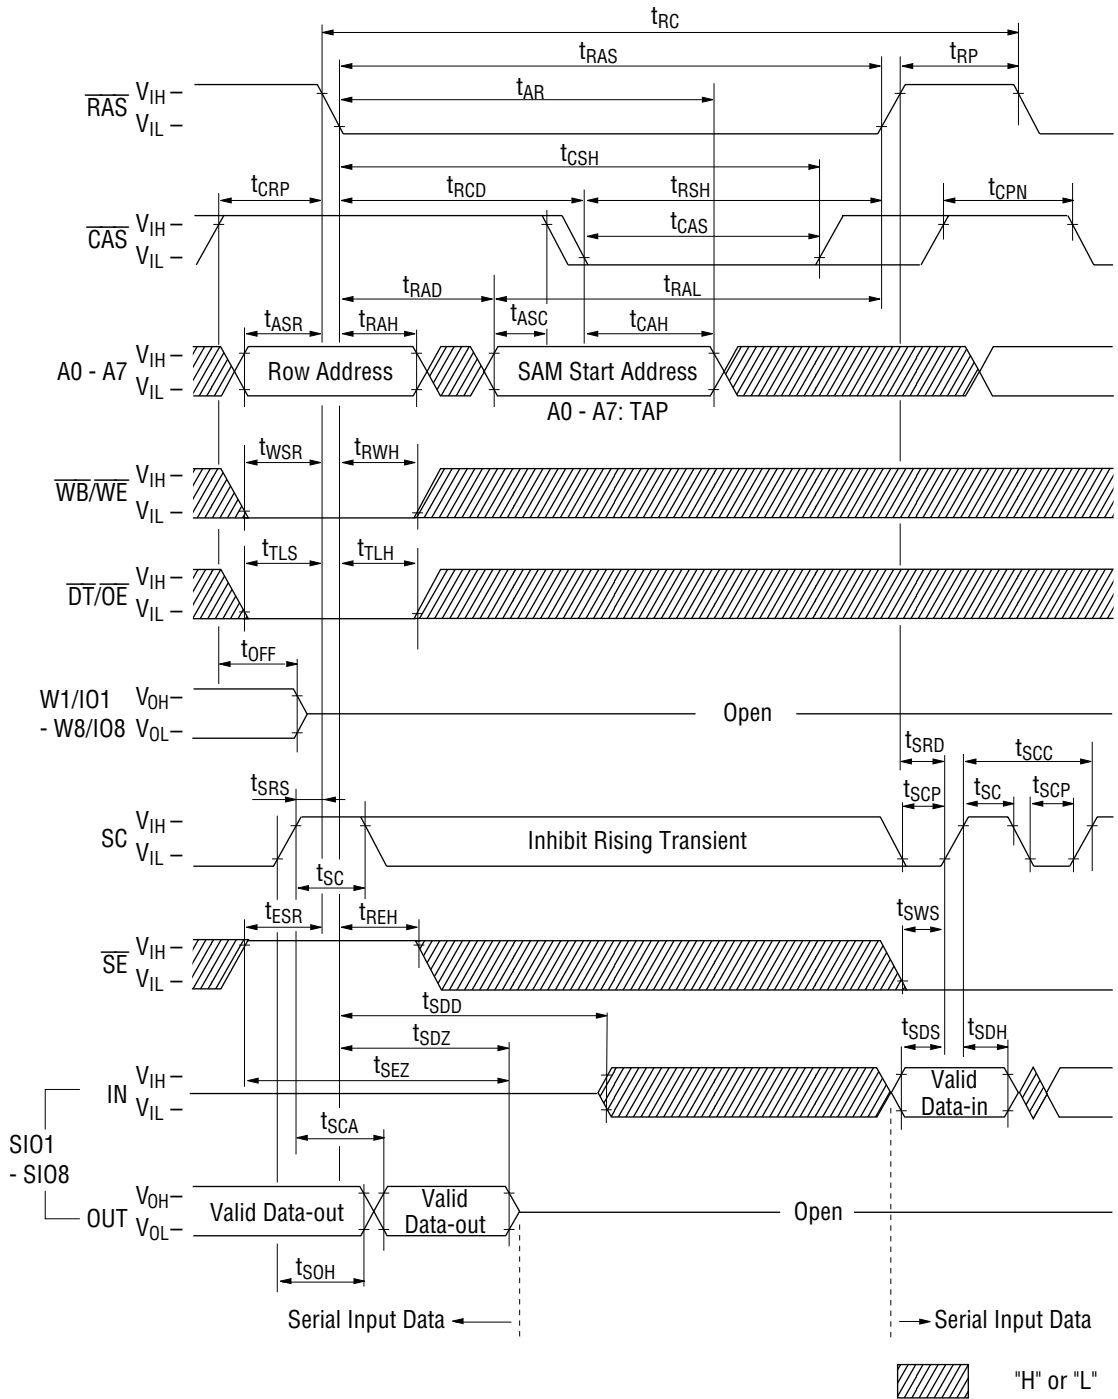 tRC
tRAS
tRP
tAR
RAS VIH
VIL
tCSH
tCRP
tRCD
tRSH
tCPN
CAS VIH
VIL
tCAS
tRAD
tRAL
tASR
tRAH
tASC
tCAH
A0 - A7 VIH
VIL
Row Address
SAM Start Address
A0 - A7: TAP
tWSR
tRWH
WB/WE VIH
VIL
tTLS
tTLH
DT/OE VIH
VIL
tOFF
W1/IO1 VOH
- W8/IO8 VOL
Open
tSRD
tSCC
tSRS
tSCP
tSC
tSCP
SC VIH
VIL
Inhibit Rising Transient
tSC
tESR
tREH
tSWS
SE VIH
VIL
tSDD
tSDZ
tSDS
tSDH
tSEZ
IN VIH
VIL
Valid
Data-in
tSCA
SIO1
- SIO8
OUT VOH
VOL
Valid Data-out
Valid
Data-out
Open
tSOH
Serial Input Data
Serial Input Data
"H" or "L"